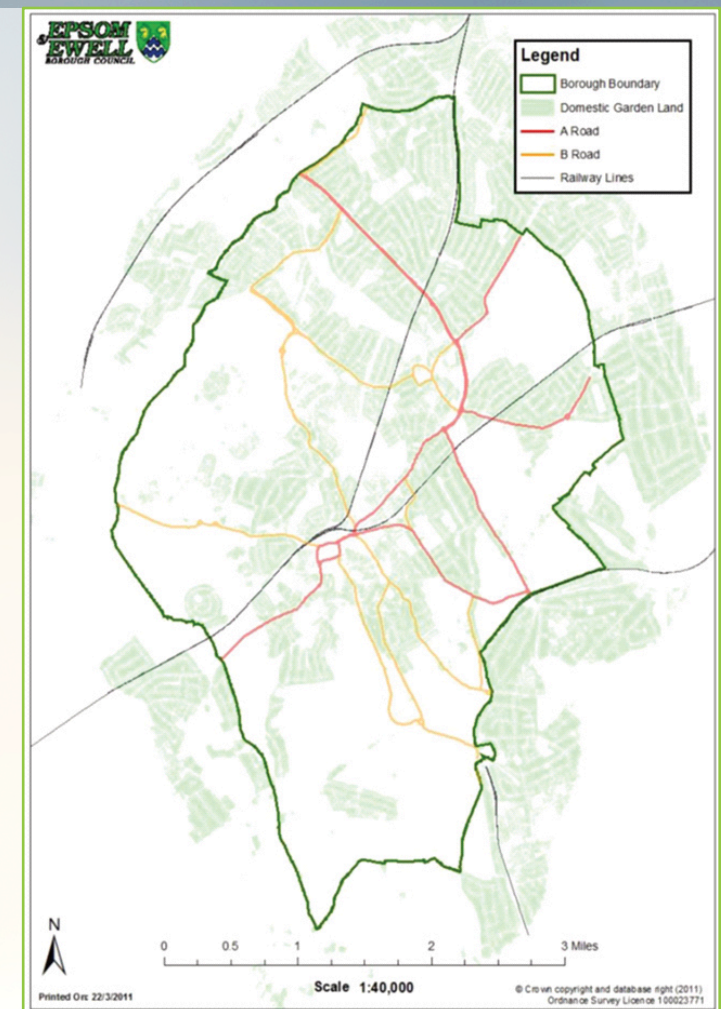 EPSOM
& EWELL
BOROUGH COUNCIL
Legend
Borough Boundary
Domestic Garden Land
A Road
B Road
Railway Lines
N
0 0.5 1 2 3 Miles
Scale 1:40,000
Printed On: 22/3/2011
© Crown copyright and database right (2011)
Ordnance Survey Licence 100023771